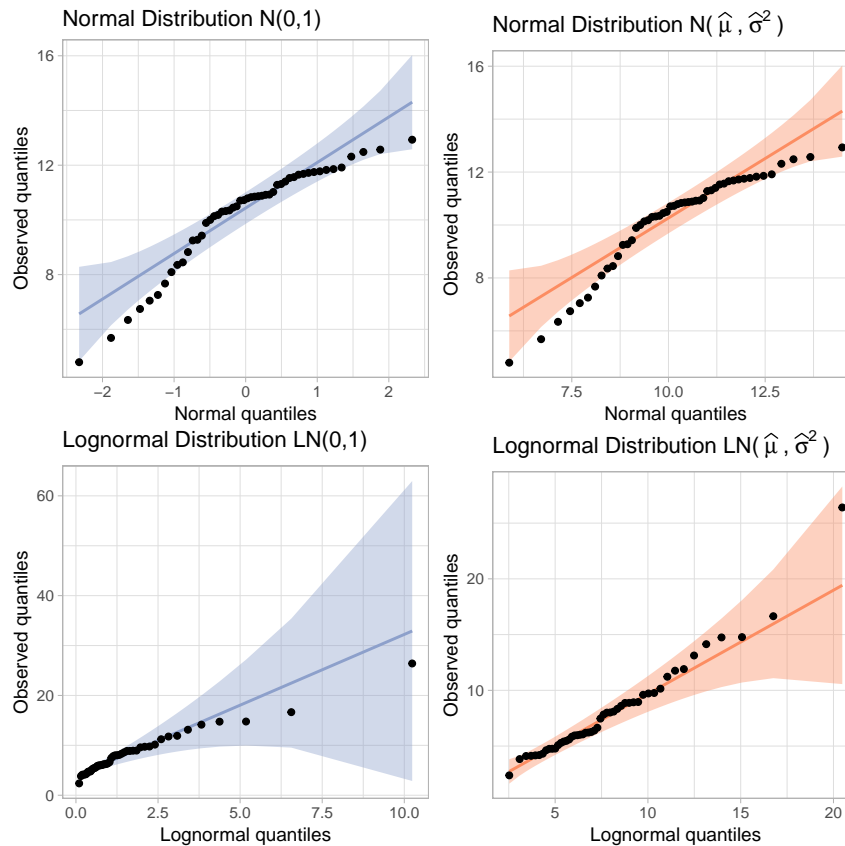 Normal Distribution N(0,1)
16
12
8
Observed quantiles
−2
−1
0
1
2
Normal quantiles
Normal Distribution N( μ̂ , σ̂² )
16
12
8
Observed quantiles
7.5
10.0
12.5
Normal quantiles
Lognormal Distribution LN(0,1)
60
40
20
0
Observed quantiles
0.0
2.5
5.0
7.5
10.0
Lognormal quantiles
Lognormal Distribution LN( μ̂ , σ̂² )
20
10
Observed quantiles
5
10
15
20
Lognormal quantiles